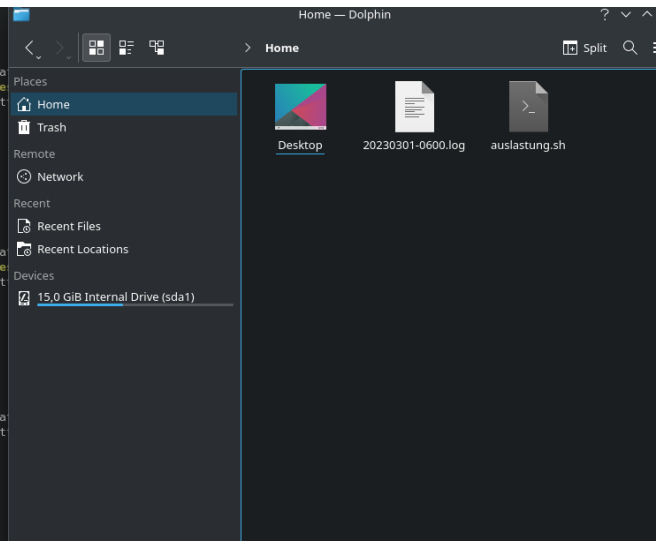 Home — Dolphin
Home
Split
Places
Home
Trash
Remote
Network
Recent
Recent Files
Recent Locations
Devices
15,0 GiB Internal Drive (sda1)
Desktop
20230301-0600.log
auslastung.sh